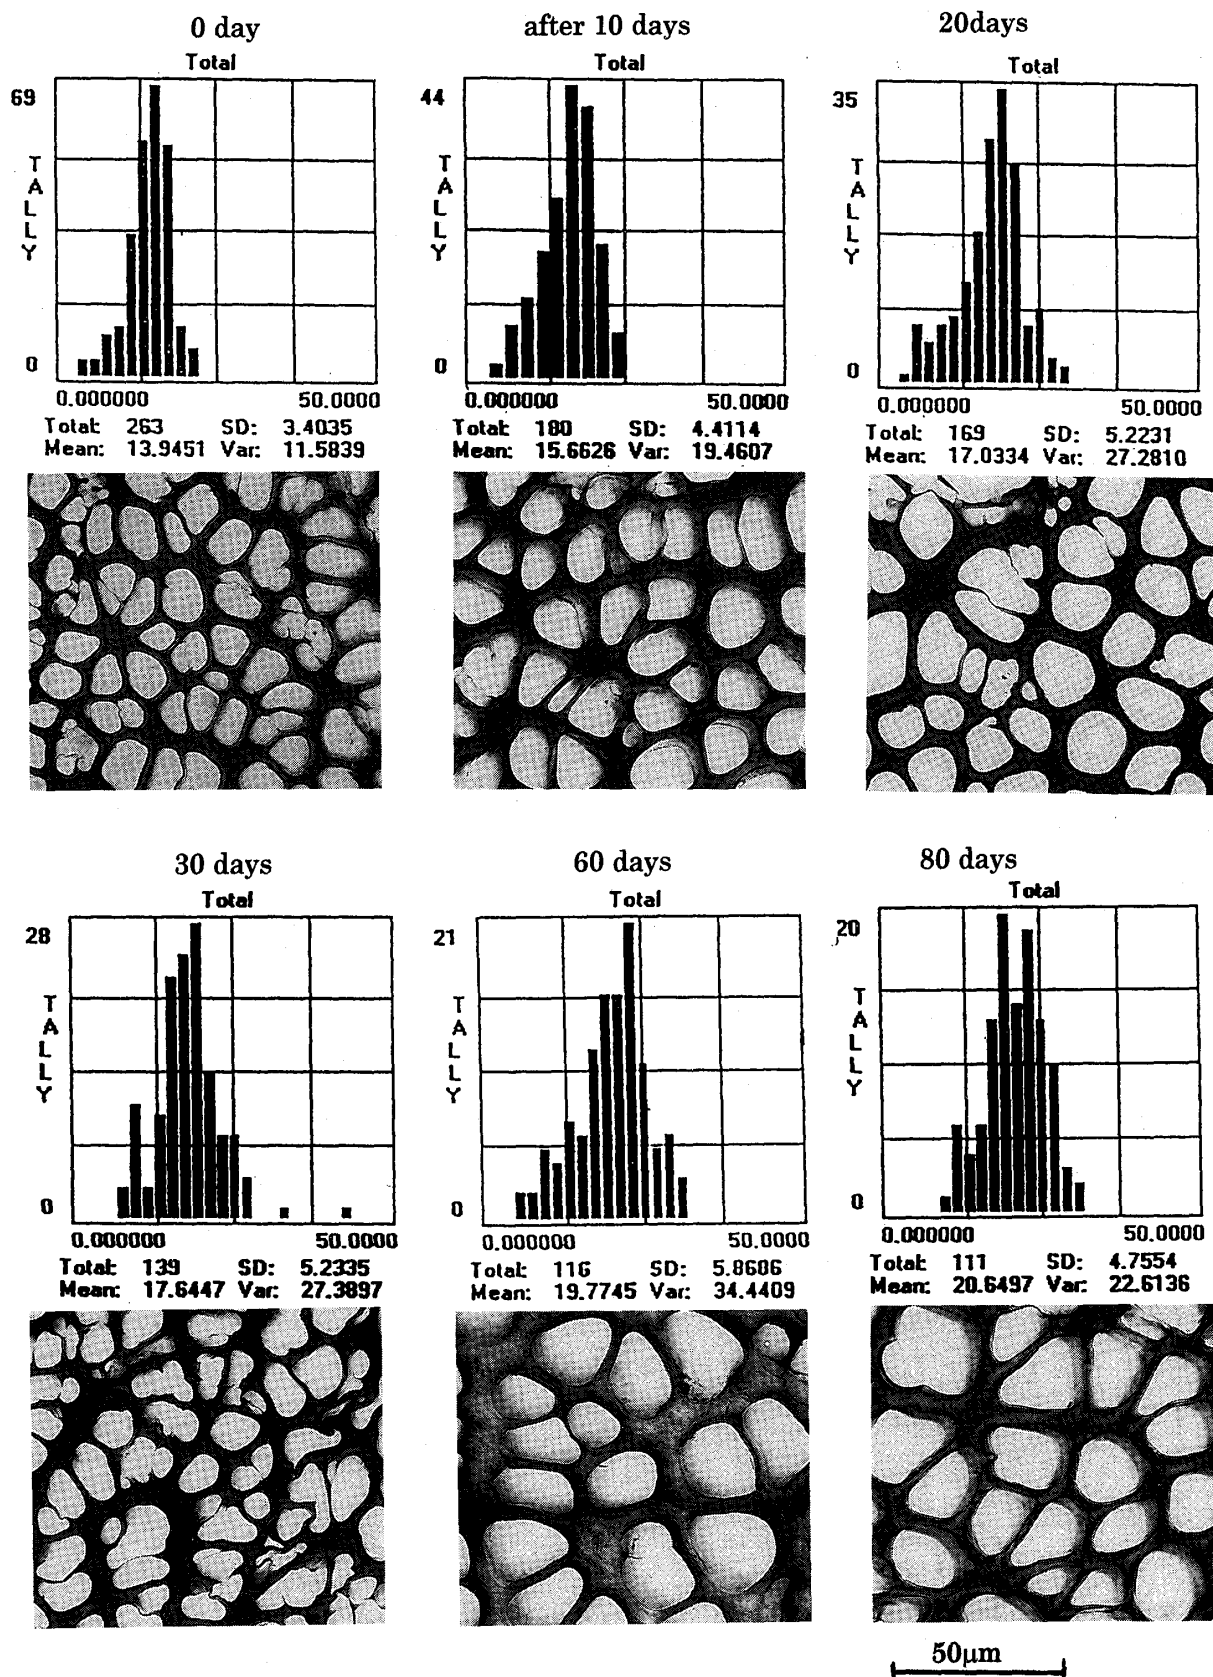 0 day
Total
69
TALLY
0
0.000000 50.0000
Total: 263 SD: 3.4035
Mean: 13.9451 Var: 11.5839
after 10 days
Total
44
TALLY
0
0.000000 50.0000
Total: 180 SD: 4.4114
Mean: 15.6626 Var: 19.4607
20days
Total
35
TALLY
0
0.000000 50.0000
Total: 169 SD: 5.2231
Mean: 17.0334 Var: 27.2810
30 days
Total
28
TALLY
0
0.000000 50.0000
Total: 139 SD: 5.2335
Mean: 17.6447 Var: 27.3897
60 days
Total
21
TALLY
0
0.000000 50.0000
Total: 116 SD: 5.8686
Mean: 19.7745 Var: 34.4409
80 days
Total
20
TALLY
0
0.000000 50.0000
Total: 111 SD: 4.7554
Mean: 20.6497 Var: 22.6136
50μm